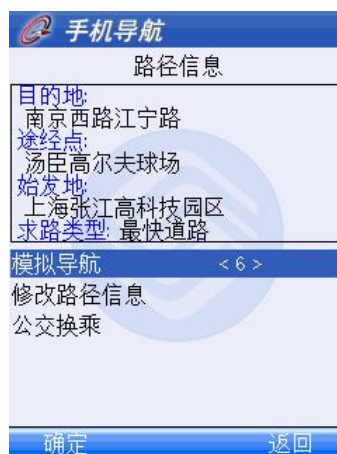 手机导航
路径信息
目的地:
南京西路江宁路
途经点:
汤臣高尔夫球场
始发地:
上海张江高科技园区
求路类型: 最快道路
模拟导航 < 6 >
修改路径信息
公交换乘
确定 返回